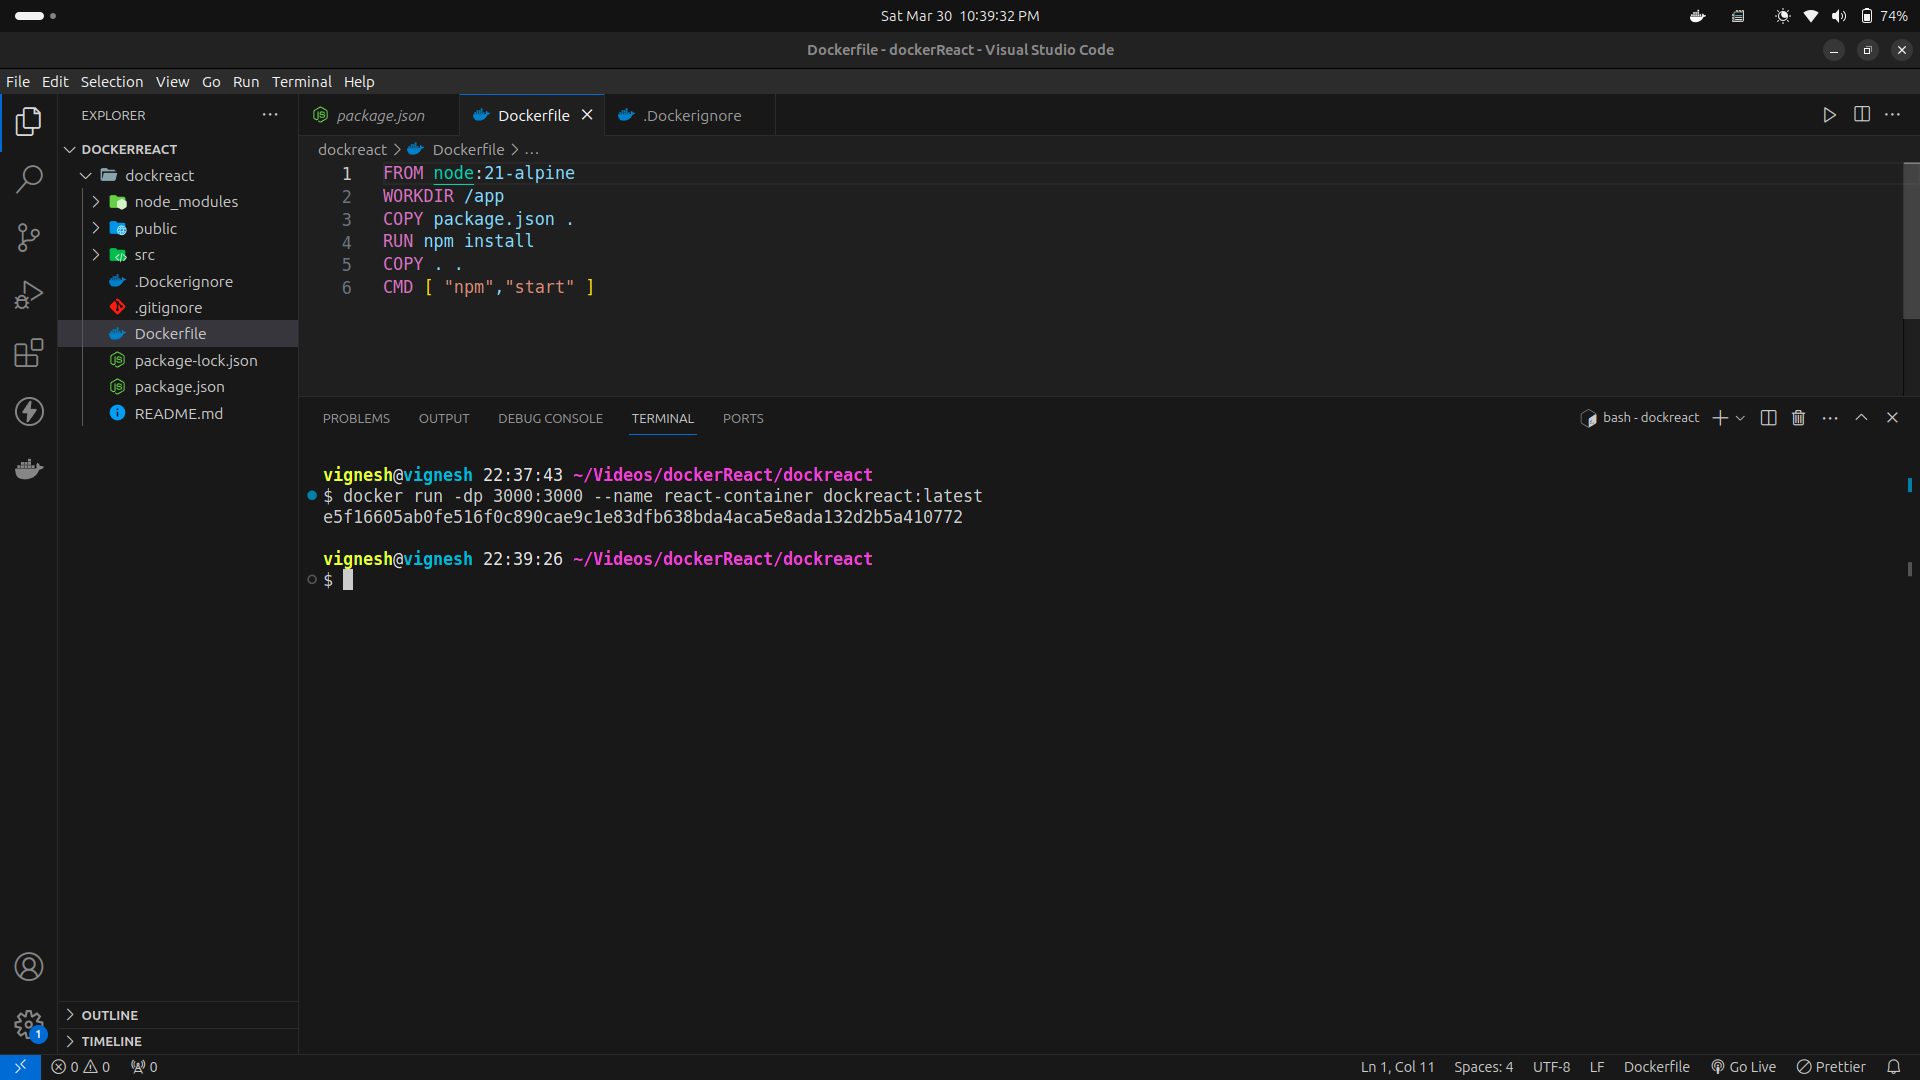 Sat Mar 30 10:39:32 PM
74%
Dockerfile - dockerReact - Visual Studio Code
File Edit Selection View Go Run Terminal Help
EXPLORER
DOCKERREACT
dockreact
node_modules
public
src
.Dockerignore
.gitignore
Dockerfile
package-lock.json
package.json
README.md
OUTLINE
TIMELINE
package.json Dockerfile .Dockerignore
dockreact > Dockerfile > ...
1 FROM node:21-alpine
2 WORKDIR /app
3 COPY package.json .
4 RUN npm install
5 COPY . .
6 CMD [ "npm","start" ]
PROBLEMS OUTPUT DEBUG CONSOLE TERMINAL PORTS
bash - dockreact
vignesh@vignesh 22:37:43 ~/Videos/dockerReact/dockreact
$ docker run -dp 3000:3000 --name react-container dockreact:latest
e5f16605ab0fe516f0c890cae9c1e83dfb638bda4aca5e8ada132d2b5a410772
vignesh@vignesh 22:39:26 ~/Videos/dockerReact/dockreact
$
1
0 0 0
Ln 1, Col 11 Spaces: 4 UTF-8 LF Dockerfile Go Live Prettier